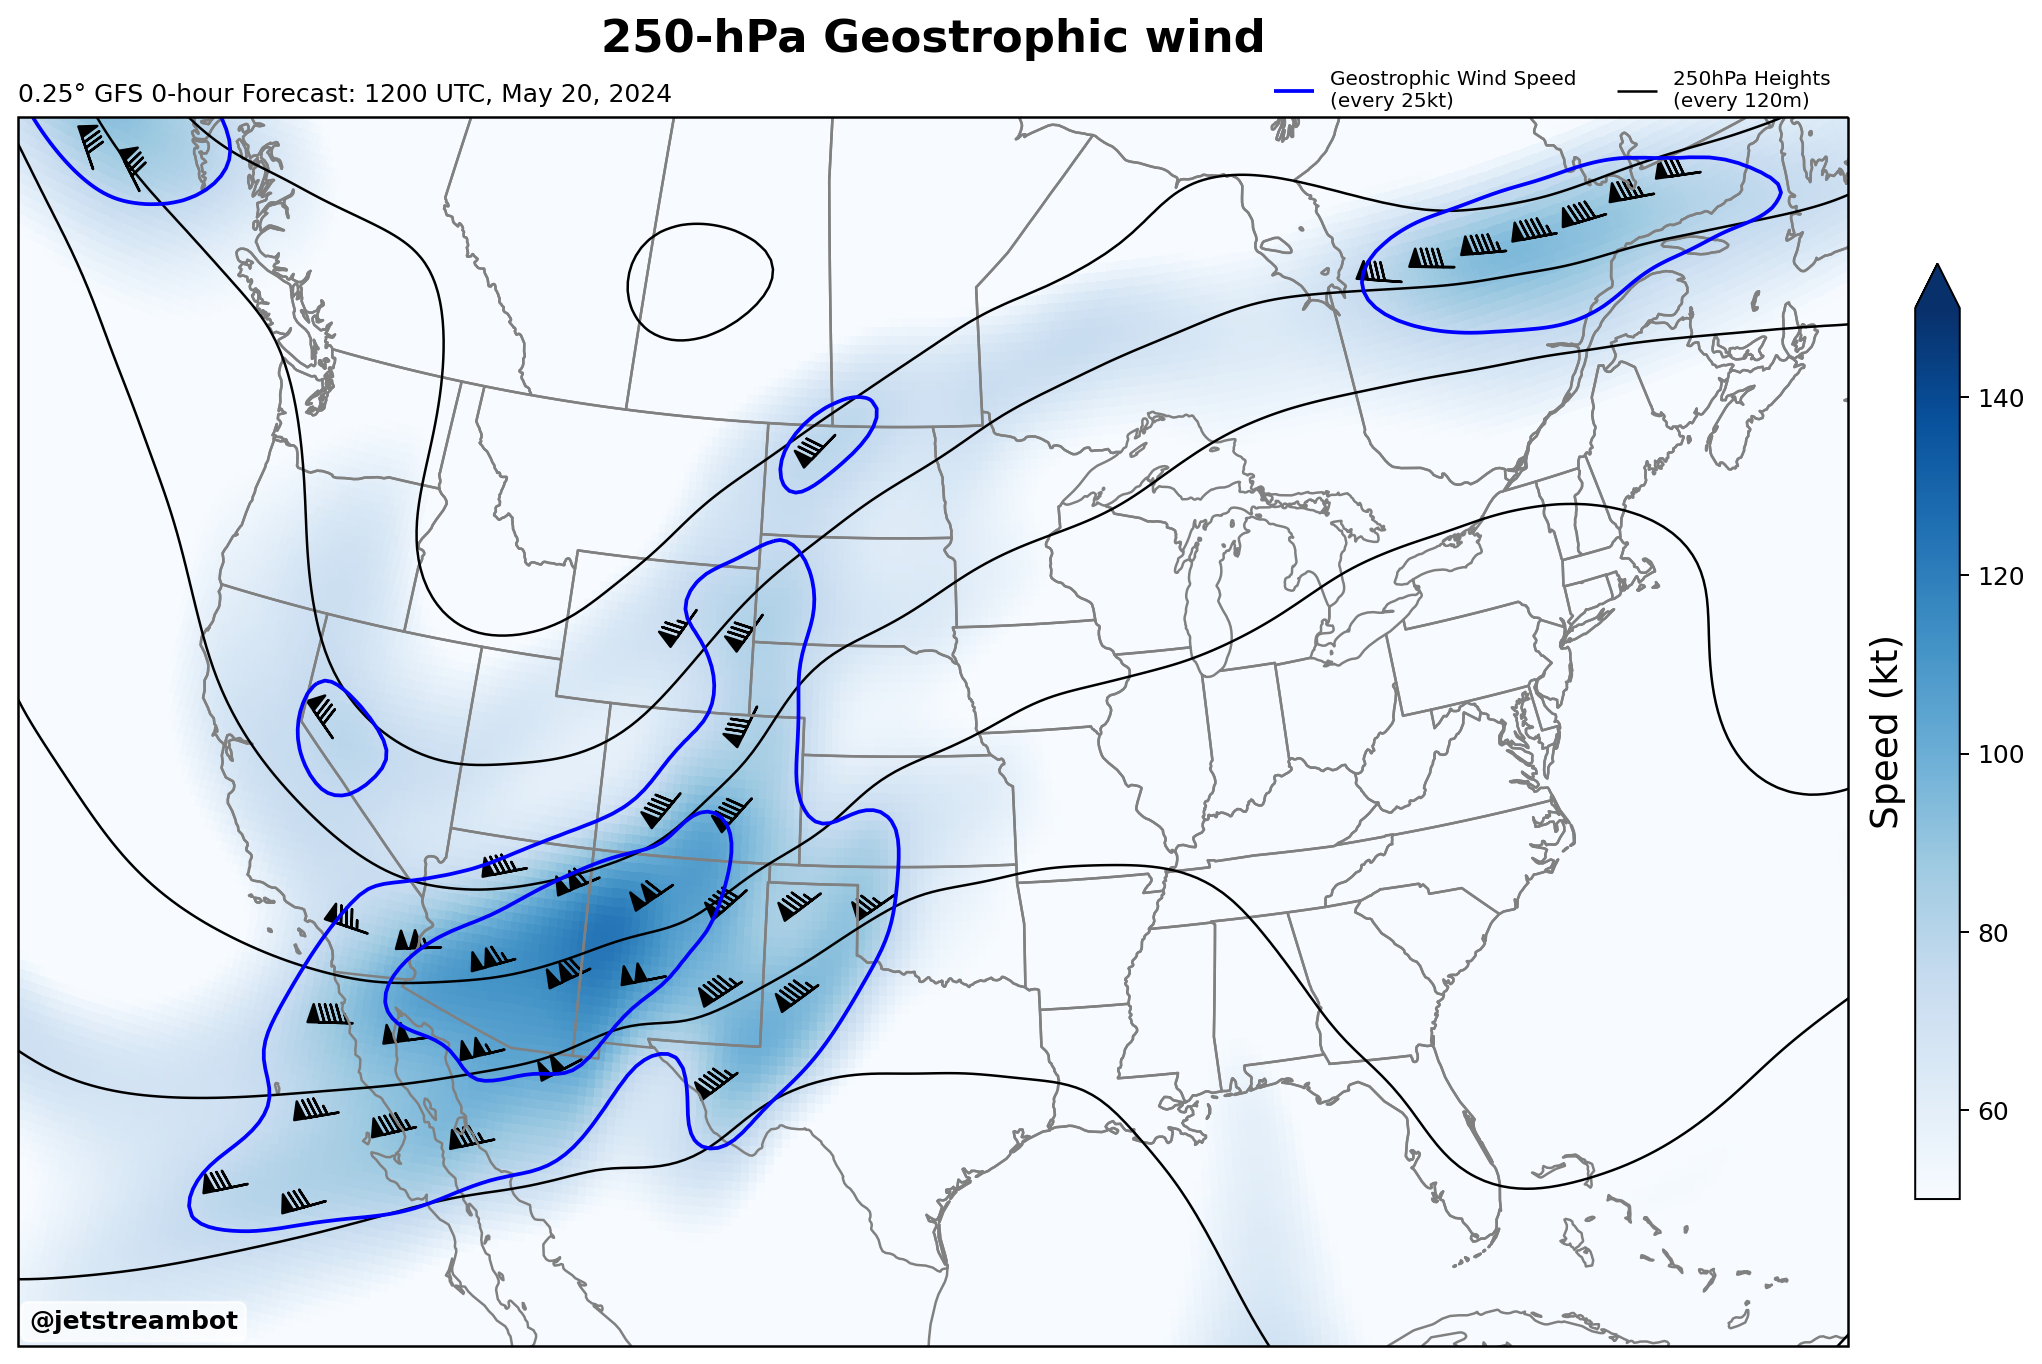 250-hPa Geostrophic wind
0.25° GFS 0-hour Forecast: 1200 UTC, May 20, 2024
Geostrophic Wind Speed
(every 25kt)
250hPa Heights
(every 120m)
140
120
100
80
60
Speed (kt)
@jetstreambot